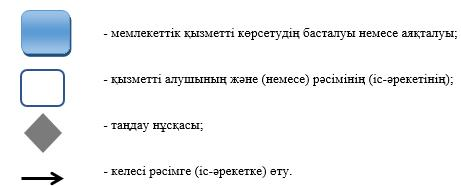 - мемлекеттік қызметті көрсетудің басталуы немесе аяқталуы;
- қызметті алушының және (немесе) рәсімінің (іс-әрекетінің);
- таңдау нұсқасы;
- келесі рәсімге (іс-әрекетке) өту.